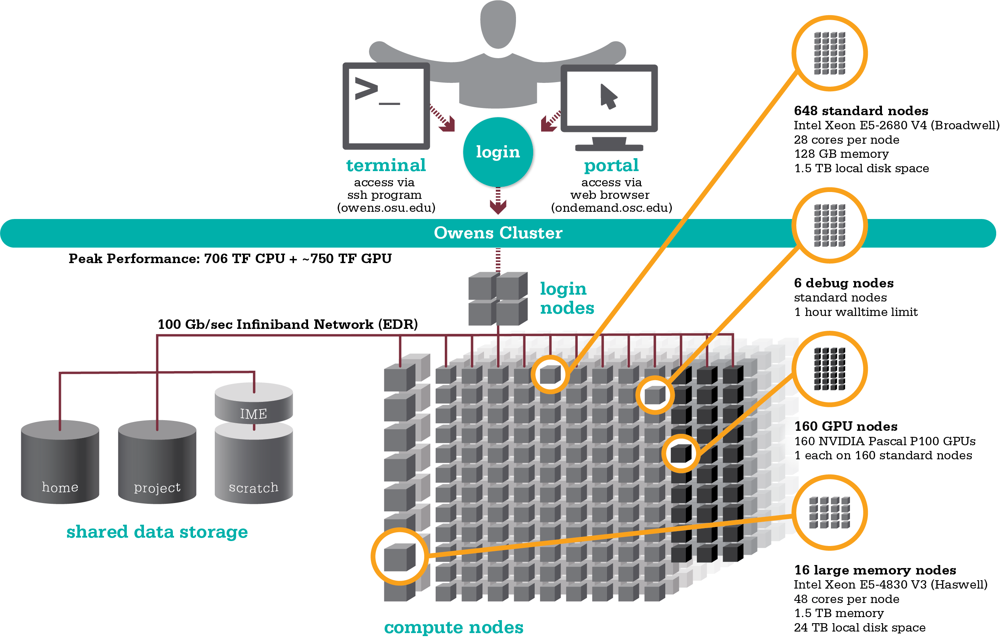 >_
login
terminal
access via
ssh program
(owens.osu.edu)
portal
access via
web browser
(ondemand.osc.edu)
Owens Cluster
Peak Performance: 706 TF CPU + ~750 TF GPU
login
nodes
100 Gb/sec Infiniband Network (EDR)
home
project
IME
scratch
shared data storage
compute nodes
648 standard nodes
Intel Xeon E5-2680 V4 (Broadwell)
28 cores per node
128 GB memory
1.5 TB local disk space
6 debug nodes
standard nodes
1 hour walltime limit
160 GPU nodes
160 NVIDIA Pascal P100 GPUs
1 each on 160 standard nodes
16 large memory nodes
Intel Xeon E5-4830 V3 (Haswell)
48 cores per node
1.5 TB memory
24 TB local disk space